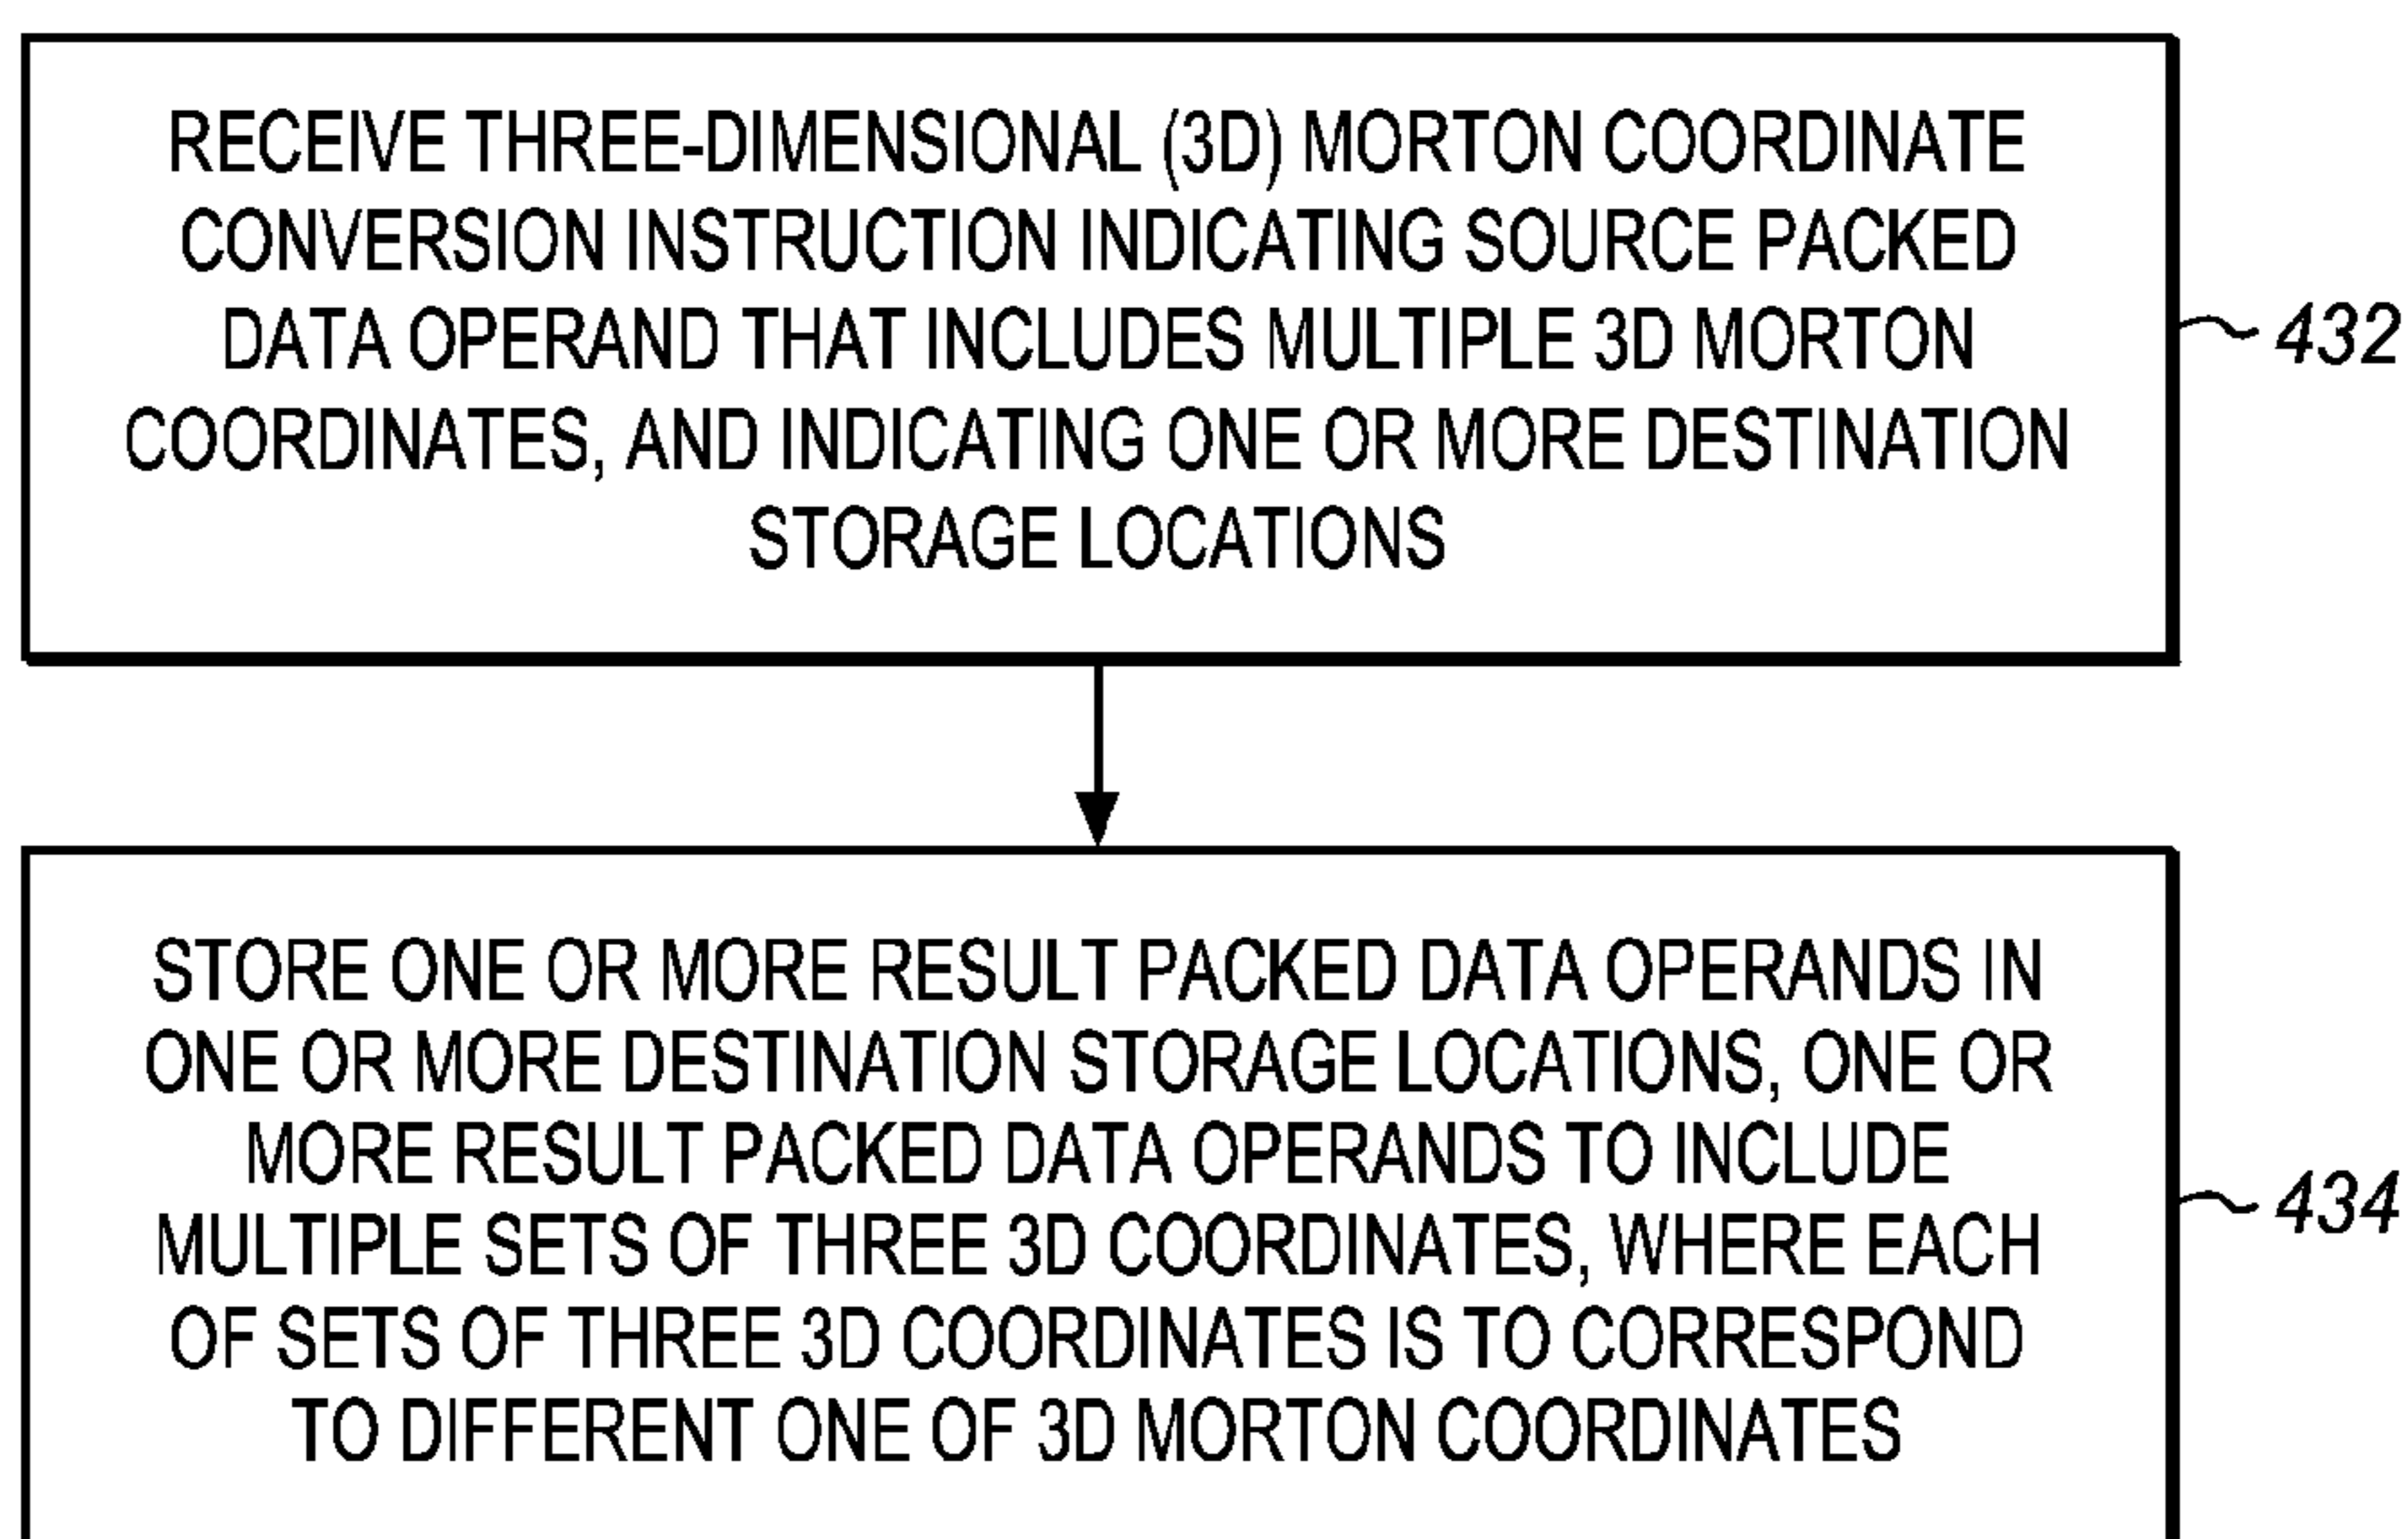 RECEIVE THREE-DIMENSIONAL (3D) MORTON COORDINATE
CONVERSION INSTRUCTION INDICATING SOURCE PACKED
DATA OPERAND THAT INCLUDES MULTIPLE 3D MORTON
COORDINATES, AND INDICATING ONE OR MORE DESTINATION
STORAGE LOCATIONS
432
STORE ONE OR MORE RESULT PACKED DATA OPERANDS IN
ONE OR MORE DESTINATION STORAGE LOCATIONS, ONE OR
MORE RESULT PACKED DATA OPERANDS TO INCLUDE
MULTIPLE SETS OF THREE 3D COORDINATES, WHERE EACH
OF SETS OF THREE 3D COORDINATES IS TO CORRESPOND
TO DIFFERENT ONE OF 3D MORTON COORDINATES
434